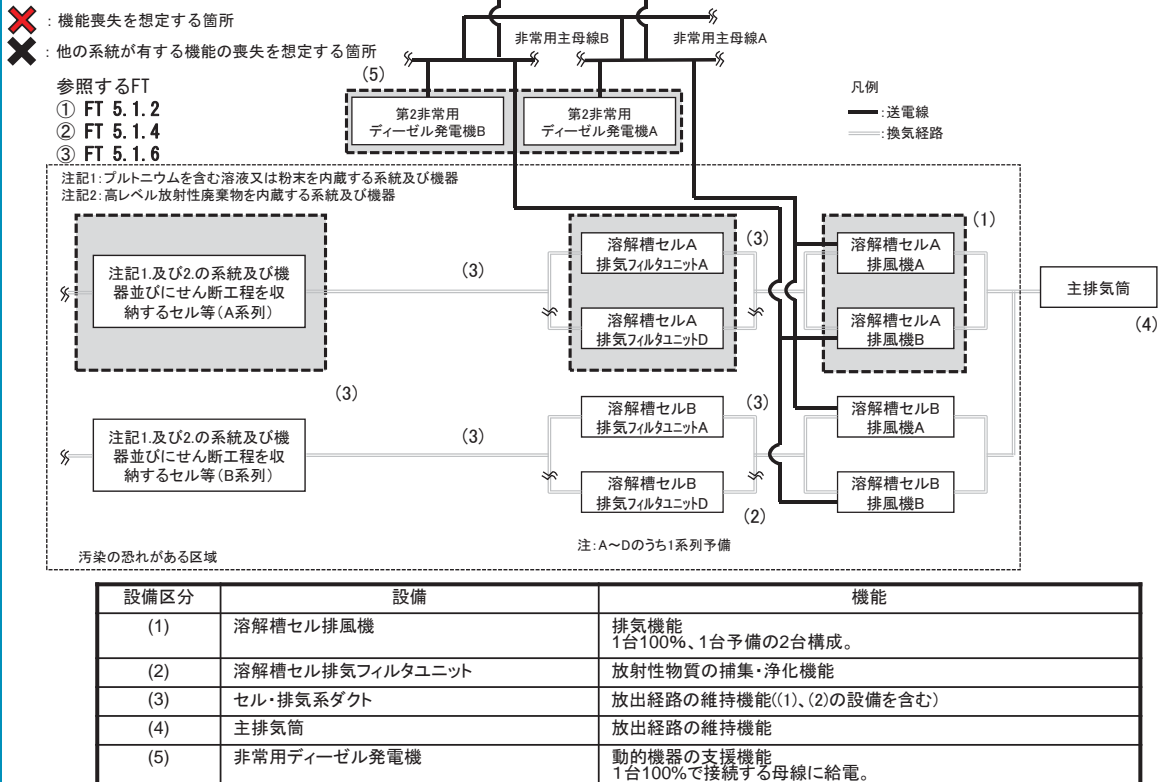 ：機能喪失を想定する箇所
：他の系統が有する機能の喪失を想定する箇所
参照するFT
① FT 5.1.2
② FT 5.1.4
③ FT 5.1.6
非常用主母線B
非常用主母線A
(5)
第2非常用
ディーゼル発電機B
第2非常用
ディーゼル発電機A
凡例
：送電線
：換気経路
注記1：プルトニウムを含む溶液又は粉末を内蔵する系統及び機器
注記2：高レベル放射性廃棄物を内蔵する系統及び機器
注記1.及び2.の系統及び機
器並びにせん断工程を収
納するセル等（A系列）
(3)
溶解槽セルA
排気フィルタユニットA
(3)
溶解槽セルA
排気フィルタユニットD
(1)
溶解槽セルA
排風機A
溶解槽セルA
排風機B
主排気筒
(4)
(3)
注記1.及び2.の系統及び機
器並びにせん断工程を収
納するセル等（B系列）
(3)
溶解槽セルB
排気フィルタユニットA
(3)
溶解槽セルB
排気フィルタユニットD
(2)
溶解槽セルB
排風機A
溶解槽セルB
排風機B
注：A～Dのうち1系列予備
汚染の恐れがある区域
設備区分 設備 機能
(1) 溶解槽セル排風機 排気機能
1台100%、1台予備の2台構成。
(2) 溶解槽セル排気フィルタユニット 放射性物質の捕集・浄化機能
(3) セル・排気系ダクト 放出経路の維持機能((1)、(2)の設備を含む)
(4) 主排気筒 放出経路の維持機能
(5) 非常用ディーゼル発電機 動的機器の支援機能
1台100%で接続する母線に給電。